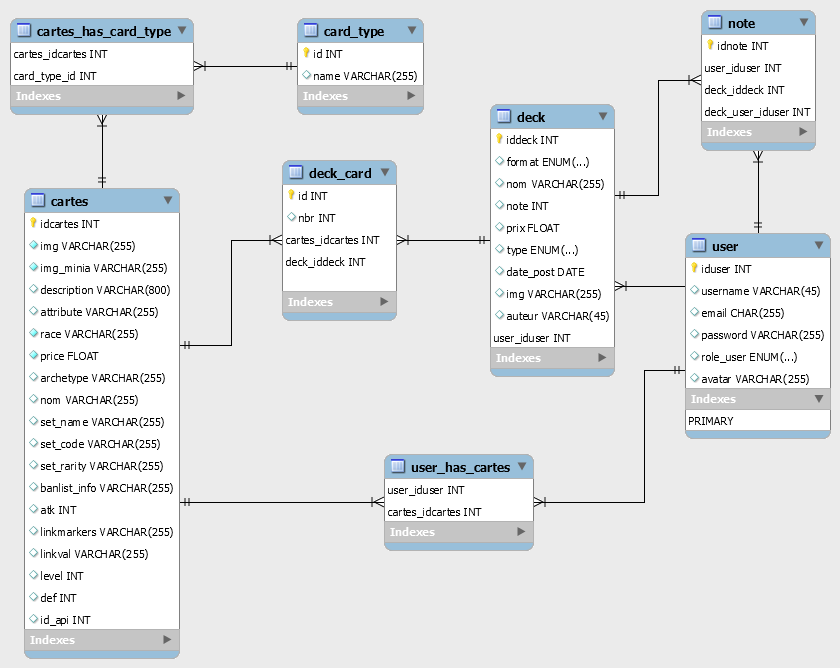 cartes_has_card_type
cartes_idcartes INT
card_type_id INT
Indexes
card_type
id INT
name VARCHAR(255)
Indexes
note
idnote INT
user_iduser INT
deck_iddeck INT
deck_user_iduser INT
Indexes
deck
iddeck INT
format ENUM(...)
nom VARCHAR(255)
note INT
prix FLOAT
type ENUM(...)
date_post DATE
img VARCHAR(255)
auteur VARCHAR(45)
user_iduser INT
Indexes
deck_card
id INT
nbr INT
cartes_idcartes INT
deck_iddeck INT
Indexes
cartes
idcartes INT
img VARCHAR(255)
img_minia VARCHAR(255)
description VARCHAR(800)
attribute VARCHAR(255)
race VARCHAR(255)
price FLOAT
archetype VARCHAR(255)
nom VARCHAR(255)
set_name VARCHAR(255)
set_code VARCHAR(255)
set_rarity VARCHAR(255)
banlist_info VARCHAR(255)
atk INT
linkmarkers VARCHAR(255)
linkval VARCHAR(255)
level INT
def INT
id_api INT
Indexes
user
iduser INT
username VARCHAR(45)
email CHAR(255)
password VARCHAR(255)
role_user ENUM(...)
avatar VARCHAR(255)
Indexes
PRIMARY
user_has_cartes
user_iduser INT
cartes_idcartes INT
Indexes